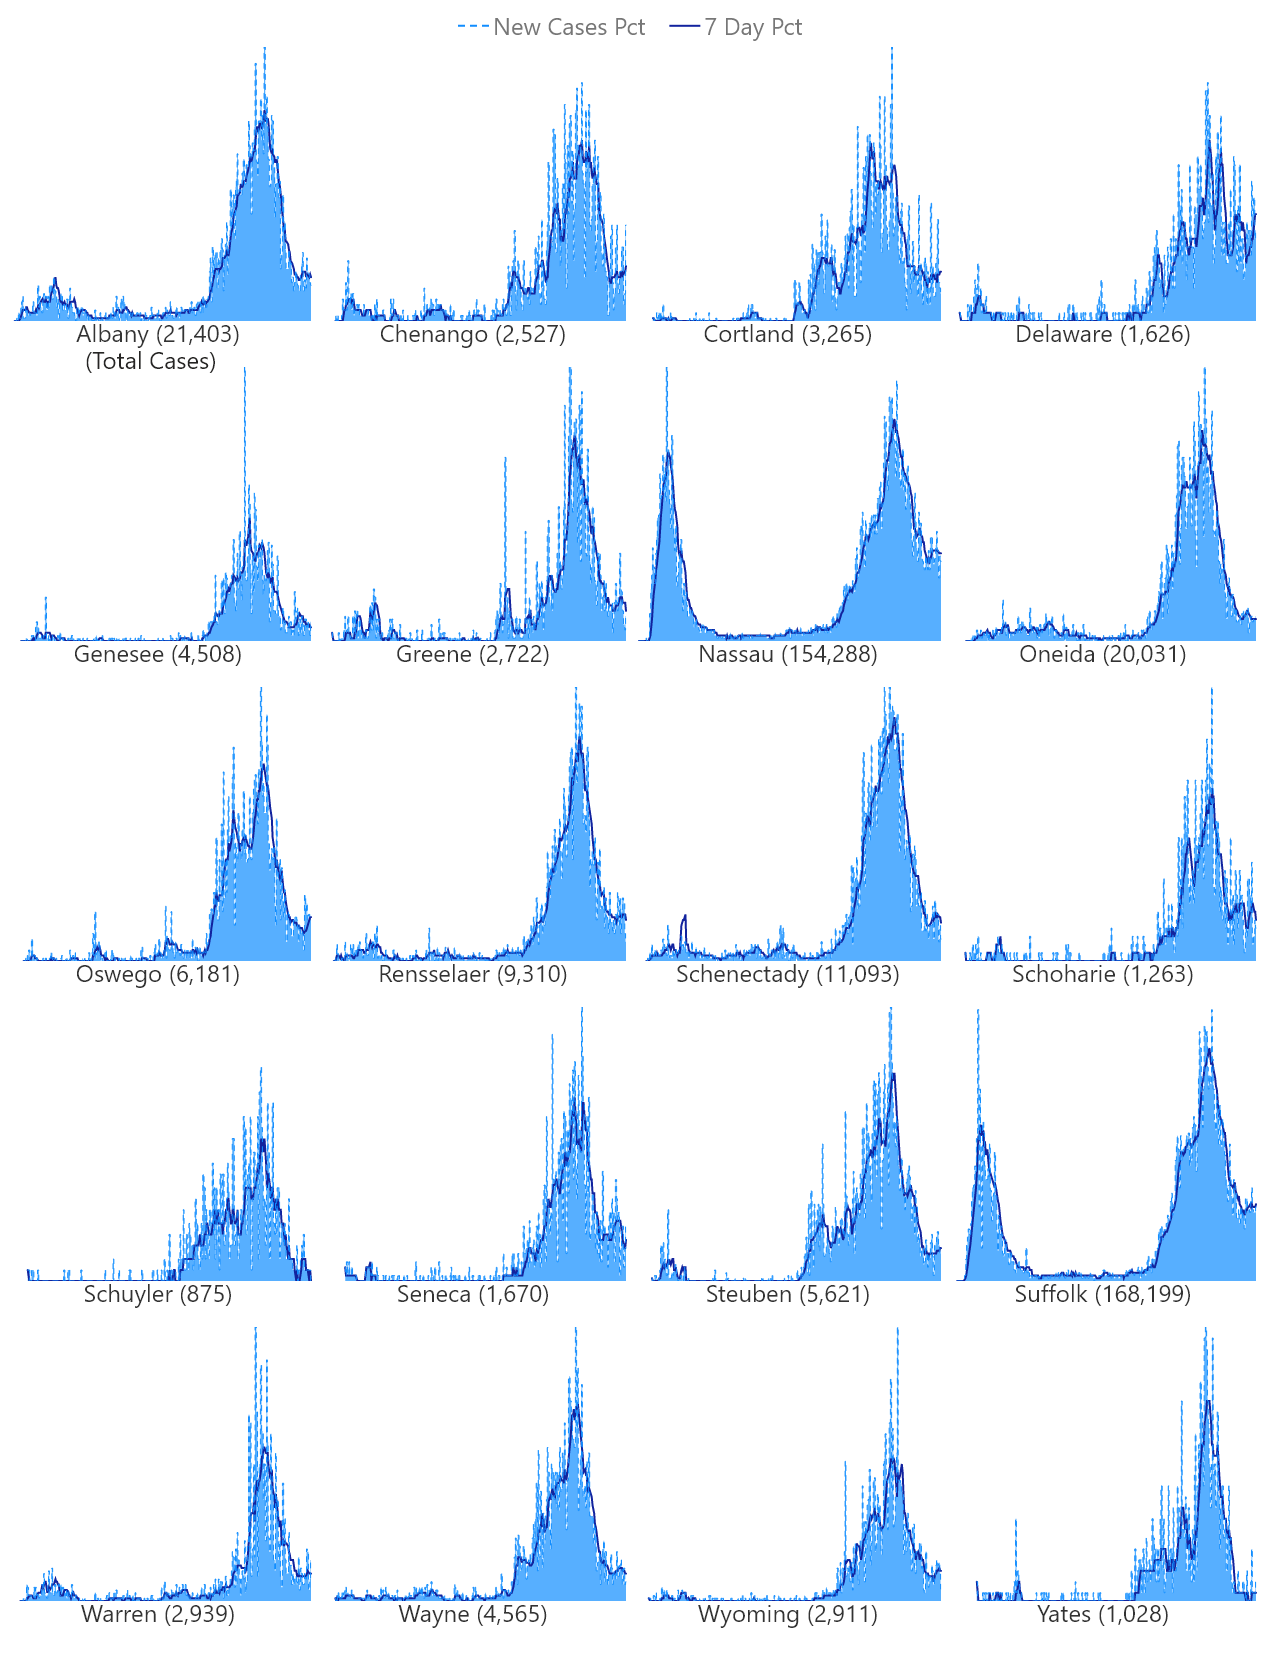 New Cases Pct 7 Day Pct
Albany (21,403) Chenango (2,527) Cortland (3,265) Delaware (1,626)
(Total Cases)
Genesee (4,508) Greene (2,722) Nassau (154,288) Oneida (20,031)
Oswego (6,181) Rensselaer (9,310) Schenectady (11,093) Schoharie (1,263)
Schuyler (875) Seneca (1,670) Steuben (5,621) Suffolk (168,199)
Warren (2,939) Wayne (4,565) Wyoming (2,911) Yates (1,028)